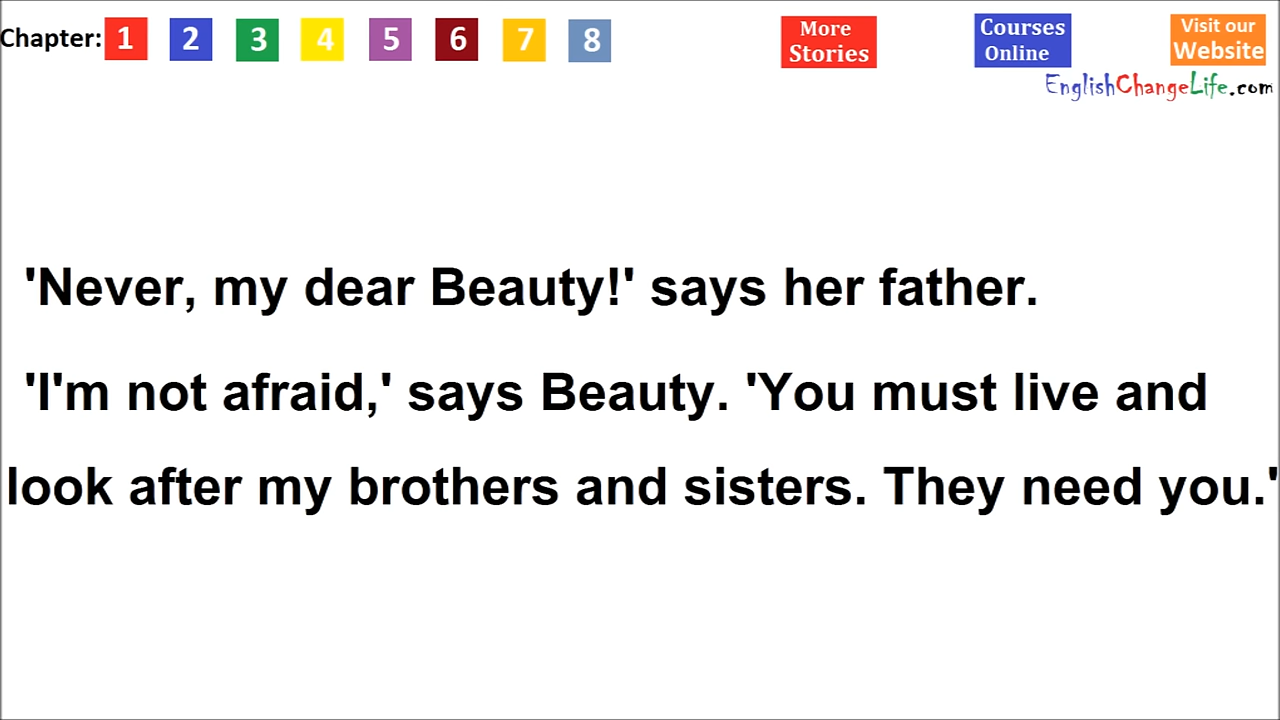 Chapter: 1 2 3 4 5 6 7 8
More Stories
Courses Online
Visit our Website
EnglishChangeLife.com
'Never, my dear Beauty!' says her father.
'I'm not afraid,' says Beauty. 'You must live and
look after my brothers and sisters. They need you.'